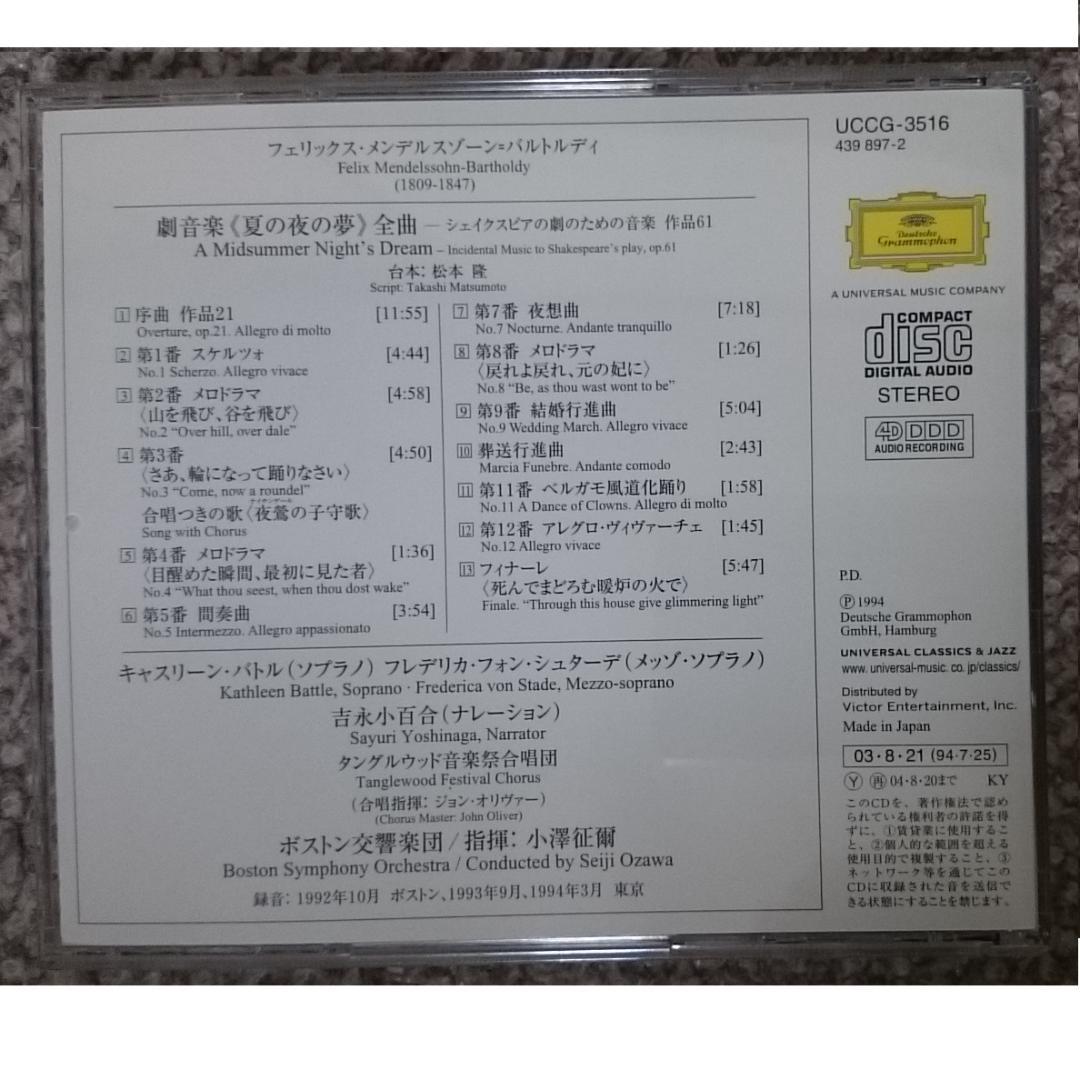 フェリックス・メンデルスゾーン=バルトルディ
Felix Mendelssohn-Bartholdy
(1809-1847)
劇音楽《夏の夜の夢》全曲 ― シェイクスピアの劇のための音楽 作品61
A Midsummer Night's Dream – Incidental Music to Shakespeare's play, op.61
台本: 松本 隆
Script: Takashi Matsumoto
1 序曲 作品21 [11:55]
Overture, op.21. Allegro di molto
2 第1番 スケルツォ [4:44]
No.1 Scherzo. Allegro vivace
3 第2番 メロドラマ [4:58]
〈山を飛び、谷を飛び〉
No.2 “Over hill, over dale”
4 第3番 [4:50]
〈さあ、輪になって踊りなさい〉
No.3 “Come, now a roundel”
合唱つきの歌〈夜鶯の子守歌〉
Song with Chorus
5 第4番 メロドラマ [1:36]
〈目醒めた瞬間、最初に見た者〉
No.4 “What thou seest, when thou dost wake”
6 第5番 間奏曲 [3:54]
No.5 Intermezzo. Allegro appassionato
7 第7番 夜想曲 [7:18]
No.7 Nocturne. Andante tranquillo
8 第8番 メロドラマ [1:26]
〈戻れよ戻れ、元の妃に〉
No.8 “Be, as thou wast wont to be”
9 第9番 結婚行進曲 [5:04]
No.9 Wedding March. Allegro vivace
10 葬送行進曲 [2:43]
Marcia Funebre. Andante comodo
11 第11番 ベルガモ風道化踊り [1:58]
No.11 A Dance of Clowns. Allegro di molto
12 第12番 アレグロ・ヴィヴァーチェ [1:45]
No.12 Allegro vivace
13 フィナーレ [5:47]
〈死んでまどろむ暖炉の火で〉
Finale. “Through this house give glimmering light”
キャスリーン・バトル(ソプラノ) フレデリカ・フォン・シュターデ(メッゾ・ソプラノ)
Kathleen Battle, Soprano · Frederica von Stade, Mezzo-soprano
吉永小百合(ナレーション)
Sayuri Yoshinaga, Narrator
タングルウッド音楽祭合唱団
Tanglewood Festival Chorus
(合唱指揮: ジョン・オリヴァー)
(Chorus Master: John Oliver)
ボストン交響楽団 / 指揮: 小澤征爾
Boston Symphony Orchestra / Conducted by Seiji Ozawa
録音: 1992年10月 ボストン、1993年9月、1994年3月 東京
UCCG-3516
439 897-2
Deutsche
Grammophon
A UNIVERSAL MUSIC COMPANY
COMPACT
disc
DIGITAL AUDIO
STEREO
4D DDD
AUDIO RECORDING
P.D.
Ⓟ 1994
Deutsche Grammophon
GmbH, Hamburg
UNIVERSAL CLASSICS & JAZZ
www. universal-music. co. jp/classics/
Distributed by
Victor Entertainment, Inc.
Made in Japan
03・8・21 (94・7・25)
Ⓨ 再 04・8・20まで KY
このCDを、著作権法で認め
られている権利者の許諾を得
ずに、①賃貸業に使用するこ
と、②個人的な範囲を超える
使用目的で複製すること、③
ネットワーク等を通じてこの
CDに収録された音を送信で
きる状態にすることを禁じます。